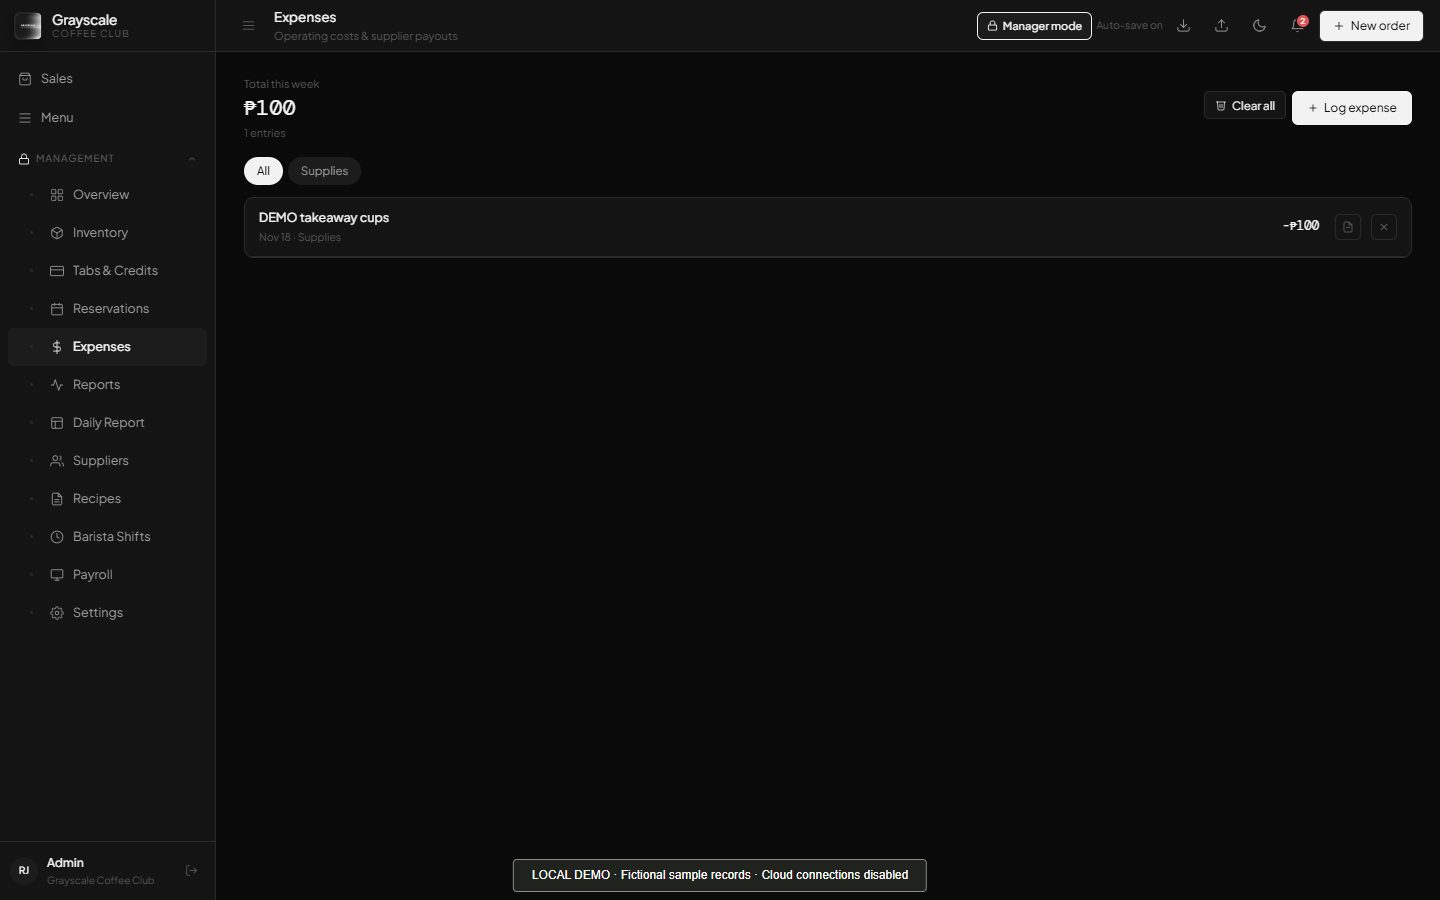 Grayscale
COFFEE CLUB
Sales
Menu
MANAGEMENT
Overview
Inventory
Tabs & Credits
Reservations
Expenses
Reports
Daily Report
Suppliers
Recipes
Barista Shifts
Payroll
Settings
RJ
Admin
Grayscale Coffee Club
Expenses
Operating costs & supplier payouts
Manager mode
Auto-save on
2
+ New order
Total this week
₱100
1 entries
Clear all
+ Log expense
All
Supplies
DEMO takeaway cups
Nov 18 · Supplies
-₱100
LOCAL DEMO · Fictional sample records · Cloud connections disabled